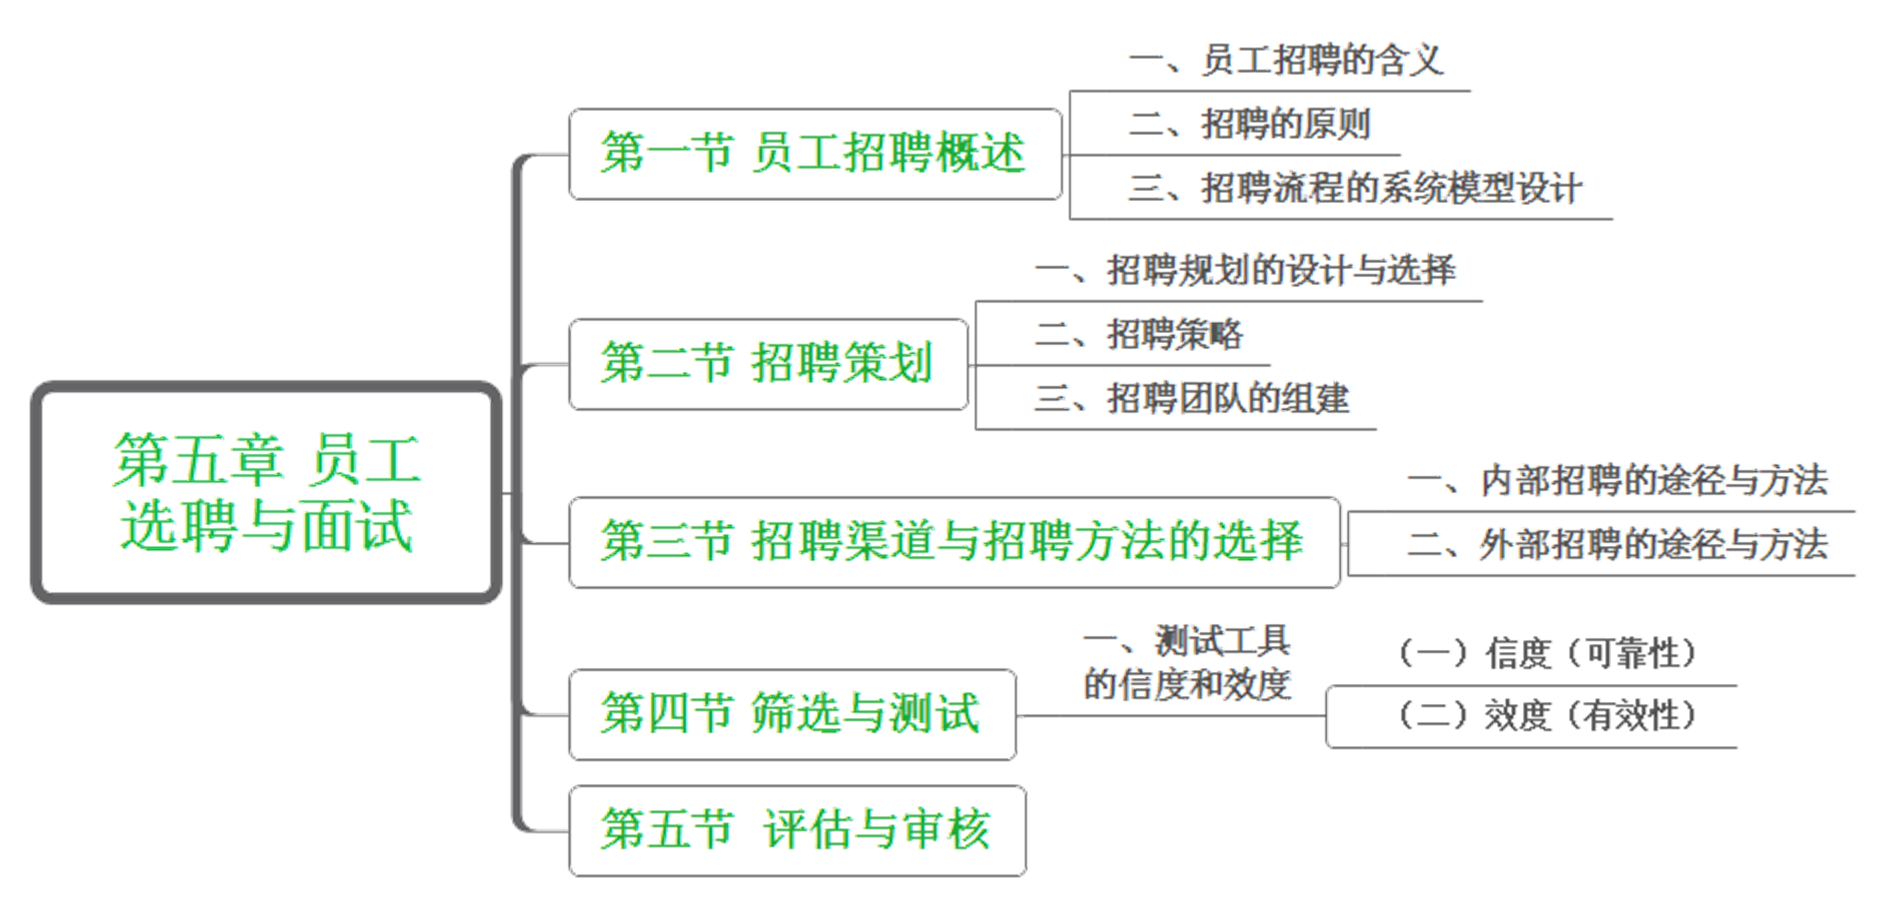 第五章 员工
选聘与面试
第一节 员工招聘概述
一、员工招聘的含义
二、招聘的原则
三、招聘流程的系统模型设计
第二节 招聘策划
一、招聘规划的设计与选择
二、招聘策略
三、招聘团队的组建
第三节 招聘渠道与招聘方法的选择
一、内部招聘的途径与方法
二、外部招聘的途径与方法
第四节 筛选与测试
一、测试工具
的信度和效度
（一）信度（可靠性）
（二）效度（有效性）
第五节 评估与审核